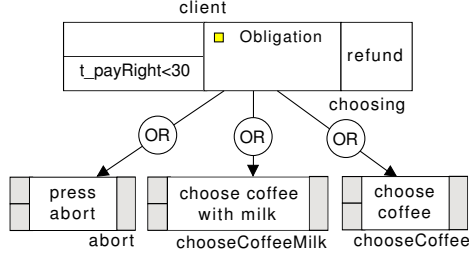 client
Obligation
refund
t_payRight<30
choosing
OR
OR
OR
press
abort
choose coffee
with milk
choose
coffee
abort
chooseCoffeeMilk
chooseCoffee